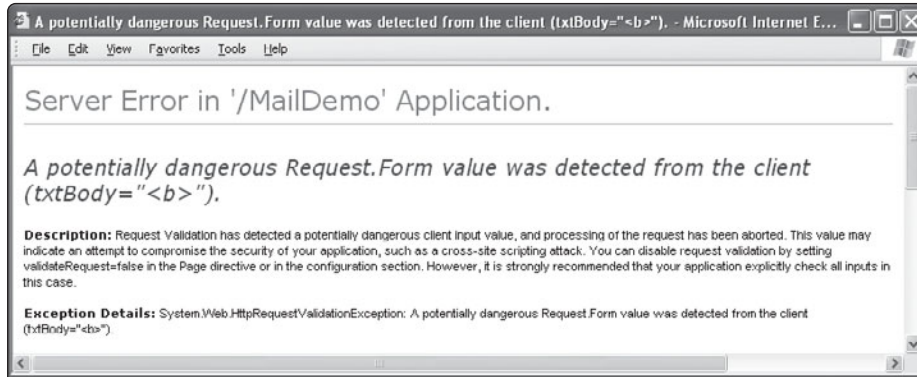 A potentially dangerous Request.Form value was detected from the client (txtBody="<b>"). - Microsoft Internet E...
File Edit View Favorites Tools Help
Server Error in '/MailDemo' Application.
A potentially dangerous Request.Form value was detected from the client
(txtBody="<b>").
Description: Request Validation has detected a potentially dangerous client input value, and processing of the request has been aborted. This value may
indicate an attempt to compromise the security of your application, such as a cross-site scripting attack. You can disable request validation by setting
validateRequest=false in the Page directive or in the configuration section. However, it is strongly recommended that your application explicitly check all inputs in
this case.
Exception Details: System.Web.HttpRequestValidationException: A potentially dangerous Request.Form value was detected from the client
(txtBody="<b>").